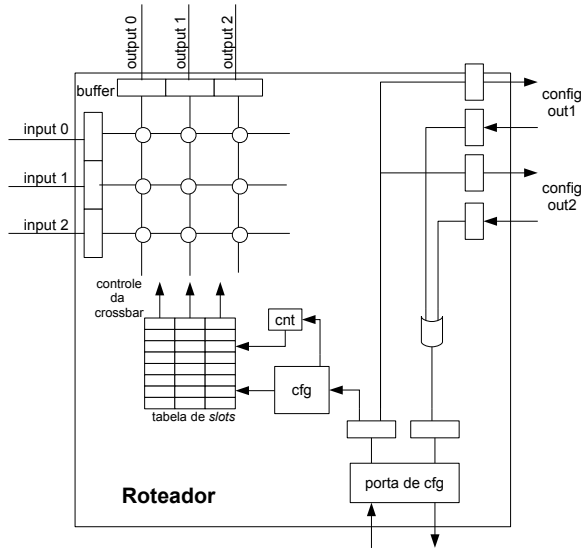 output 0
output 1
output 2
buffer
input 0
input 1
input 2
config
out1
config
out2
controle
da
crossbar
cnt
cfg
tabela de slots
porta de cfg
Roteador